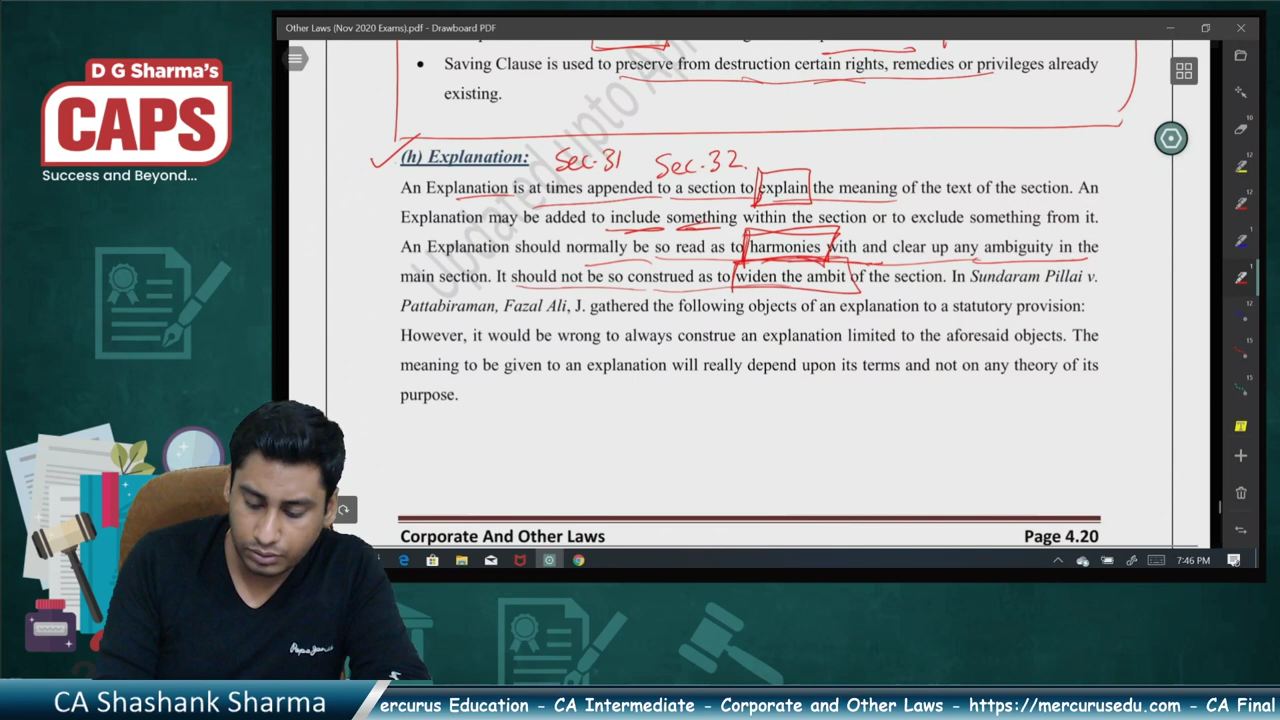 Other Laws (Nov 2020 Exams).pdf - Drawboard PDF
D G Sharma's
CAPS
Success and Beyond...
• Saving Clause is used to preserve from destruction certain rights, remedies or privileges already
existing.
(h) Explanation: Sec.31 Sec.32.
An Explanation is at times appended to a section to explain the meaning of the text of the section. An
Explanation may be added to include something within the section or to exclude something from it.
An Explanation should normally be so read as to harmonies with and clear up any ambiguity in the
main section. It should not be so construed as to widen the ambit of the section. In Sundaram Pillai v.
Pattabiraman, Fazal Ali, J. gathered the following objects of an explanation to a statutory provision:
However, it would be wrong to always construe an explanation limited to the aforesaid objects. The
meaning to be given to an explanation will really depend upon its terms and not on any theory of its
purpose.
Updated upto
Corporate And Other Laws Page 4.20
7:46 PM
CA Shashank Sharma
ercurus Education - CA Intermediate - Corporate and Other Laws - https://mercurusedu.com - CA Final